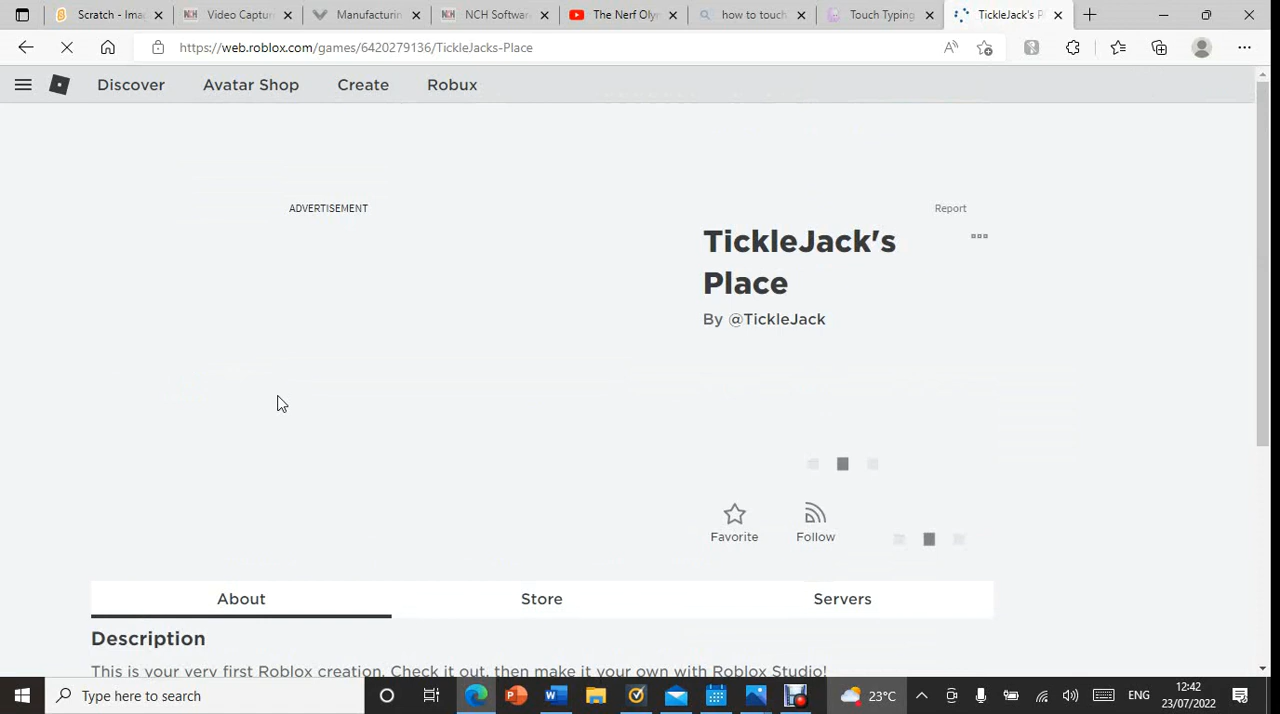 Scratch - Imag
Video Captur
Manufacturin
NCH Softwar
The Nerf Oly
how to touch
Touch Typing
TickleJack's P
https://web.roblox.com/games/6420279136/TickleJacks-Place
Discover
Avatar Shop
Create
Robux
ADVERTISEMENT
Report
TickleJack's
Place
By @TickleJack
Favorite
Follow
About
Store
Servers
Description
This is your very first Roblox creation. Check it out, then make it your own with Roblox Studio!
Type here to search
23°C
ENG
12:42
23/07/2022